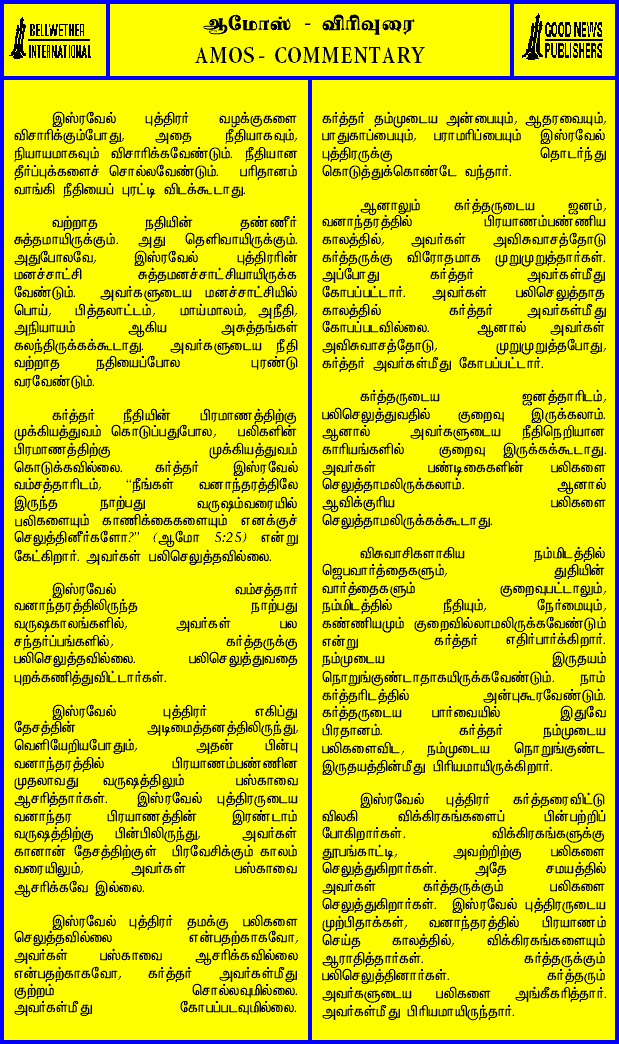 BELLWETHER
INTERNATIONAL
ஆமோஸ் - விரிவுரை
AMOS - COMMENTARY
GOOD NEWS
PUBLISHERS
இஸ்ரவேல் புத்திரர் வழக்குகளை
விசாரிக்கும்போது, அதை நீதியாகவும்,
நியாயமாகவும் விசாரிக்கவேண்டும். நீதியான
தீர்ப்புக்களைச் சொல்லவேண்டும். பரிதானம்
வாங்கி நீதியைப் புரட்டி விடக்கூடாது.
வற்றாத நதியின் தண்ணீர்
சுத்தமாயிருக்கும். அது தெளிவாயிருக்கும்.
அதுபோலவே, இஸ்ரவேல் புத்திரரின்
மனச்சாட்சி சுத்தமனச்சாட்சியாயிருக்க
வேண்டும். அவர்களுடைய மனச்சாட்சியில்
பொய், பித்தலாட்டம், மாய்மாலம், அநீதி,
அநியாயம் ஆகிய அசுத்தங்கள்
கலந்திருக்கக்கூடாது. அவர்களுடைய நீதி
வற்றாத நதியைப்போல புரண்டு
வரவேண்டும்.
கர்த்தர் நீதியின் பிரமாணத்திற்கு
முக்கியத்துவம் கொடுப்பதுபோல, பலிகளின்
பிரமாணத்திற்கு முக்கியத்துவம்
கொடுக்கவில்லை. கர்த்தர் இஸ்ரவேல்
வம்சத்தாரிடம், "நீங்கள் வனாந்தரத்திலே
இருந்த நாற்பது வருஷம்வரையில்
பலிகளையும் காணிக்கைகளையும் எனக்குச்
செலுத்தினீர்களோ?" (ஆமோ 5:25) என்று
கேட்கிறார். அவர்கள் பலிசெலுத்தவில்லை.
இஸ்ரவேல் வம்சத்தார்
வனாந்தரத்திலிருந்த நாற்பது
வருஷகாலங்களில், அவர்கள் பல
சந்தர்ப்பங்களில், கர்த்தருக்கு
பலிசெலுத்தவில்லை. பலிசெலுத்துவதை
புறக்கணித்துவிட்டார்கள்.
இஸ்ரவேல் புத்திரர் எகிப்து
தேசத்தின் அடிமைத்தனத்திலிருந்து,
வெளியேறியபோதும், அதன் பின்பு
வனாந்தரத்தில் பிரயாணம்பண்ணின
முதலாவது வருஷத்திலும் பஸ்காவை
ஆசரித்தார்கள். இஸ்ரவேல் புத்திரருடைய
வனாந்தர பிரயாணத்தின் இரண்டாம்
வருஷத்திற்கு பின்பிலிருந்து, அவர்கள்
கானான் தேசத்திற்குள் பிரவேசிக்கும் காலம்
வரையிலும், அவர்கள் பஸ்காவை
ஆசரிக்கவே இல்லை.
இஸ்ரவேல் புத்திரர் தமக்கு பலிகளை
செலுத்தவில்லை என்பதற்காகவோ,
அவர்கள் பஸ்காவை ஆசரிக்கவில்லை
என்பதற்காகவோ, கர்த்தர் அவர்கள்மீது
குற்றம் சொல்லவுமில்லை.
அவர்கள்மீது கோபப்படவுமில்லை.
கர்த்தர் தம்முடைய அன்பையும், ஆதரவையும்,
பாதுகாப்பையும், பராமரிப்பையும் இஸ்ரவேல்
புத்திரருக்கு தொடர்ந்து
கொடுத்துக்கொண்டே வந்தார்.
ஆனாலும் கர்த்தருடைய ஜனம்,
வனாந்தரத்தில் பிரயாணம்பண்ணிய
காலத்தில், அவர்கள் அவிசுவாசத்தோடு
கர்த்தருக்கு விரோதமாக முறுமுறுத்தார்கள்.
அப்போது கர்த்தர் அவர்கள்மீது
கோபப்பட்டார். அவர்கள் பலிசெலுத்தாத
காலத்தில் கர்த்தர் அவர்கள்மீது
கோபப்படவில்லை. ஆனால் அவர்கள்
அவிசுவாசத்தோடு, முறுமுறுத்தபோது,
கர்த்தர் அவர்கள்மீது கோபப்பட்டார்.
கர்த்தருடைய ஜனத்தாரிடம்,
பலிசெலுத்துவதில் குறைவு இருக்கலாம்.
ஆனால் அவர்களுடைய நீதிநெறியான
காரியங்களில் குறைவு இருக்கக்கூடாது.
அவர்கள் பண்டிகைகளின் பலிகளை
செலுத்தாமலிருக்கலாம். ஆனால்
ஆவிக்குரிய பலிகளை
செலுத்தாமலிருக்கக்கூடாது.
விசுவாசிகளாகிய நம்மிடத்தில்
ஜெபவார்த்தைகளும், துதியின்
வார்த்தைகளும் குறைவுபட்டாலும்,
நம்மிடத்தில் நீதியும், நேர்மையும்,
கண்ணியமும் குறைவில்லாமலிருக்கவேண்டும்
என்று கர்த்தர் எதிர்பார்க்கிறார்.
நம்முடைய இருதயம்
நொறுங்குண்டதாகயிருக்கவேண்டும். நாம்
கர்த்தரிடத்தில் அன்புகூரவேண்டும்.
கர்த்தருடைய பார்வையில் இதுவே
பிரதானம். கர்த்தர் நம்முடைய
பலிகளைவிட, நம்முடைய நொறுங்குண்ட
இருதயத்தின்மீது பிரியமாயிருக்கிறார்.
இஸ்ரவேல் புத்திரர் கர்த்தரைவிட்டு
விலகி விக்கிரகங்களைப் பின்பற்றிப்
போகிறார்கள். விக்கிரகங்களுக்கு
தூபங்காட்டி, அவற்றிற்கு பலிகளை
செலுத்துகிறார்கள். அதே சமயத்தில்
அவர்கள் கர்த்தருக்கும் பலிகளை
செலுத்துகிறார்கள். இஸ்ரவேல் புத்திரருடைய
முற்பிதாக்கள், வனாந்தரத்தில் பிரயாணம்
செய்த காலத்தில், விக்கிரகங்களையும்
ஆராதித்தார்கள். கர்த்தருக்கும்
பலிசெலுத்தினார்கள். கர்த்தரும்
அவர்களுடைய பலிகளை அங்கீகரித்தார்.
அவர்கள்மீது பிரியமாயிருந்தார்.